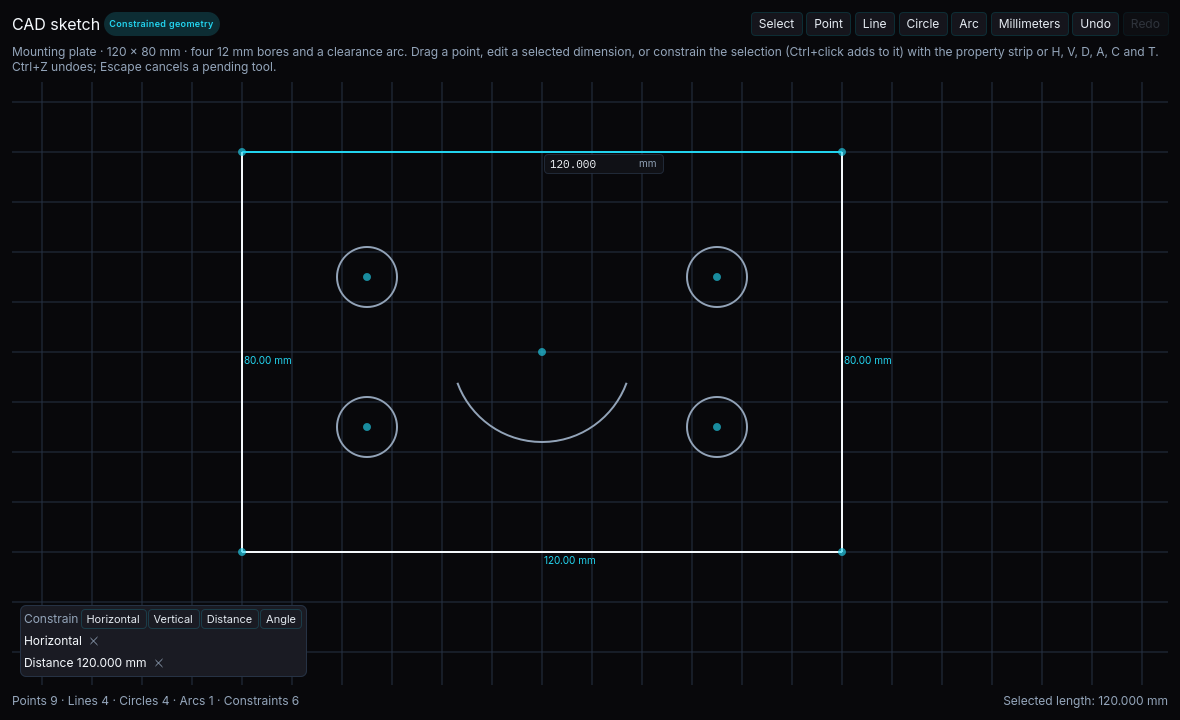 CAD sketch Constrained geometry Select Point Line Circle Arc Millimeters Undo Redo
Mounting plate · 120 × 80 mm · four 12 mm bores and a clearance arc. Drag a point, edit a selected dimension, or constrain the selection (Ctrl+click adds to it) with the property strip or H, V, D, A, C and T.
Ctrl+Z undoes; Escape cancels a pending tool.
120.000 mm
80.00 mm 80.00 mm
120.00 mm
Constrain Horizontal Vertical Distance Angle
Horizontal ×
Distance 120.000 mm ×
Points 9 · Lines 4 · Circles 4 · Arcs 1 · Constraints 6 Selected length: 120.000 mm